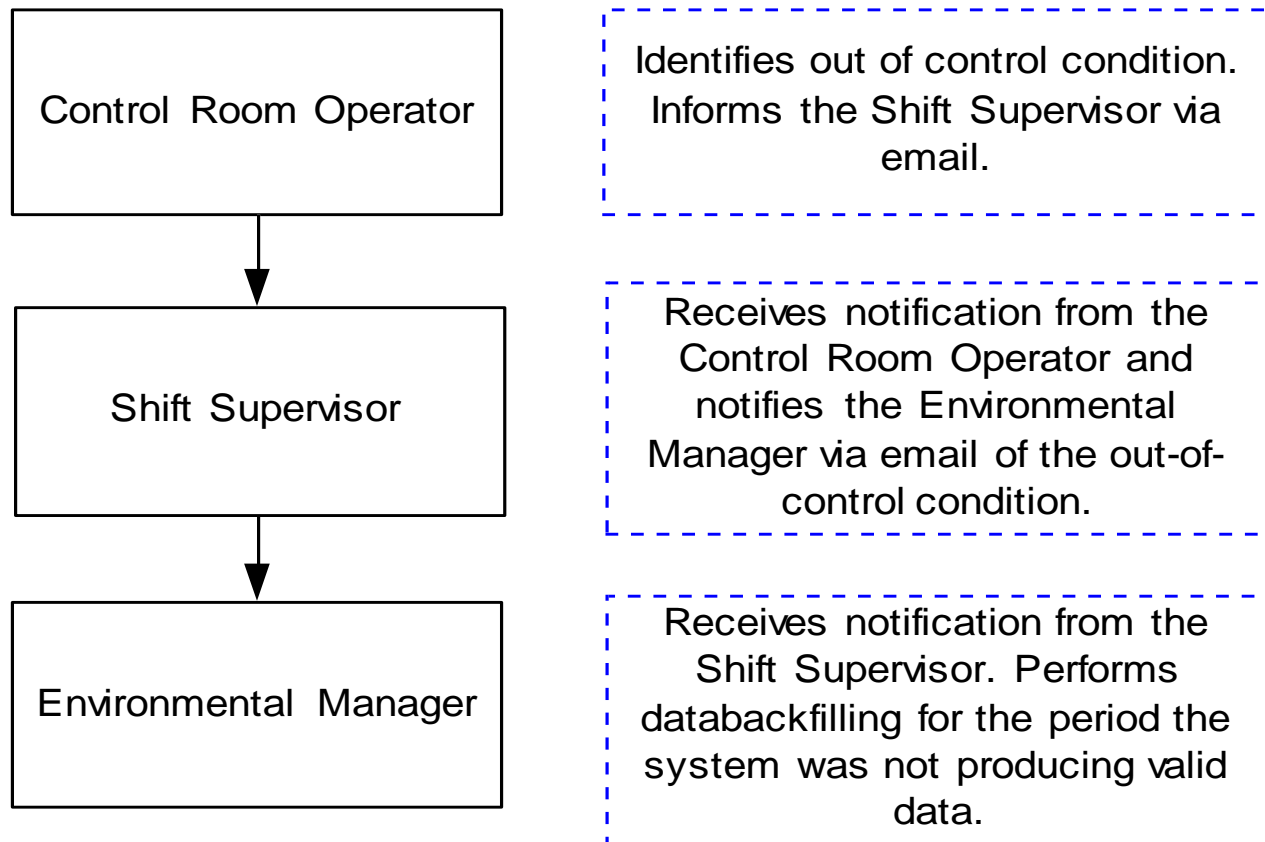 Control Room Operator
Identifies out of control condition.
Informs the Shift Supervisor via
email.
Shift Supervisor
Receives notification from the
Control Room Operator and
notifies the Environmental
Manager via email of the out-of-
control condition.
Environmental Manager
Receives notification from the
Shift Supervisor. Performs
databackfilling for the period the
system was not producing valid
data.